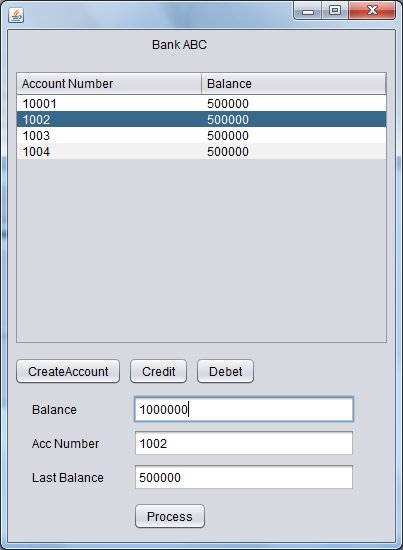 Bank ABC
Account Number Balance
10001 500000
1002 500000
1003 500000
1004 500000
CreateAccount Credit Debet
Balance 1000000
Acc Number 1002
Last Balance 500000
Process